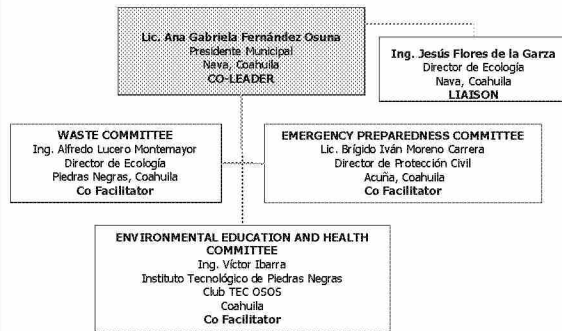 Lic. Ana Gabriela Fernández Osuna
Presidente Municipal
Nava, Coahuila
CO-LEADER
Ing. Jesús Flores de la Garza
Director de Ecología
Nava, Coahuila
LIAISON
WASTE COMMITTEE
Ing. Alfredo Lucero Montemayor
Director de Ecología
Piedras Negras, Coahuila
Co Facilitator
EMERGENCY PREPAREDNESS COMMITTEE
Lic. Brígido Iván Moreno Carrera
Director de Protección Civil
Acuña, Coahuila
Co Facilitator
ENVIRONMENTAL EDUCATION AND HEALTH
COMMITTEE
Ing. Víctor Ibarra
Instituto Tecnológico de Piedras Negras
Club TEC OSOS
Coahuila
Co Facilitator